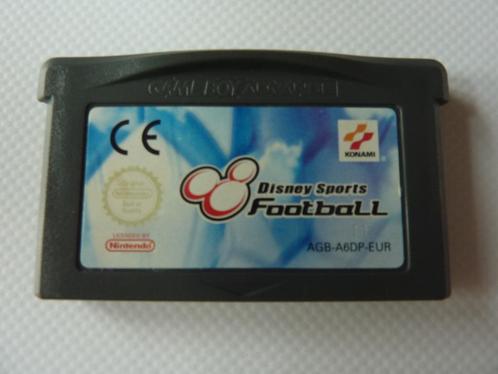 GAME BOY ADVANCE
CE
KONAMI
Disney Sports
Football
LICENSED BY
Nintendo
AGB-A6DP-EUR